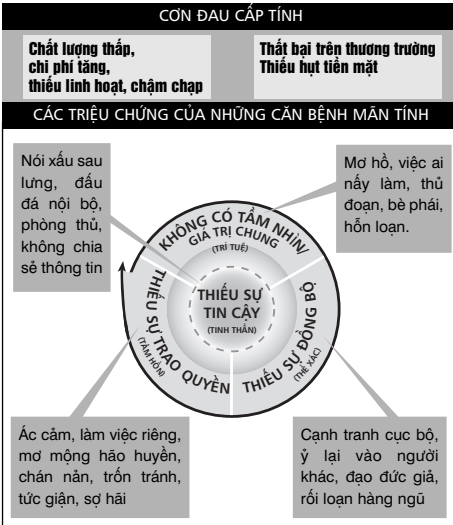 CƠN ĐAU CẤP TÍNH
Chất lượng thấp,
chi phí tăng,
thiếu linh hoạt, chậm chạp
Thất bại trên thương trường
Thiếu hụt tiền mặt
CÁC TRIỆU CHỨNG CỦA NHỮNG CĂN BỆNH MÃN TÍNH
Nói xấu sau
lưng, đấu
đá nội bộ,
phòng thủ,
không chia
sẻ thông tin
Mơ hồ, việc ai
nấy làm, thủ
đoạn, bè phái,
hỗn loạn.
KHÔNG CÓ TẦM NHÌN/
GIÁ TRỊ CHUNG
(TRÍ TUỆ)
THIẾU SỰ
TIN CẬY
(TINH THẦN)
THIẾU SỰ TRAO QUYỀN
(TÂM HỒN)
THIẾU SỰ ĐỒNG BỘ
(THỂ XÁC)
Ác cảm, làm việc riêng,
mơ mộng hão huyền,
chán nản, trốn tránh,
tức giận, sợ hãi
Cạnh tranh cục bộ,
ỷ lại vào người
khác, đạo đức giả,
rối loạn hàng ngũ